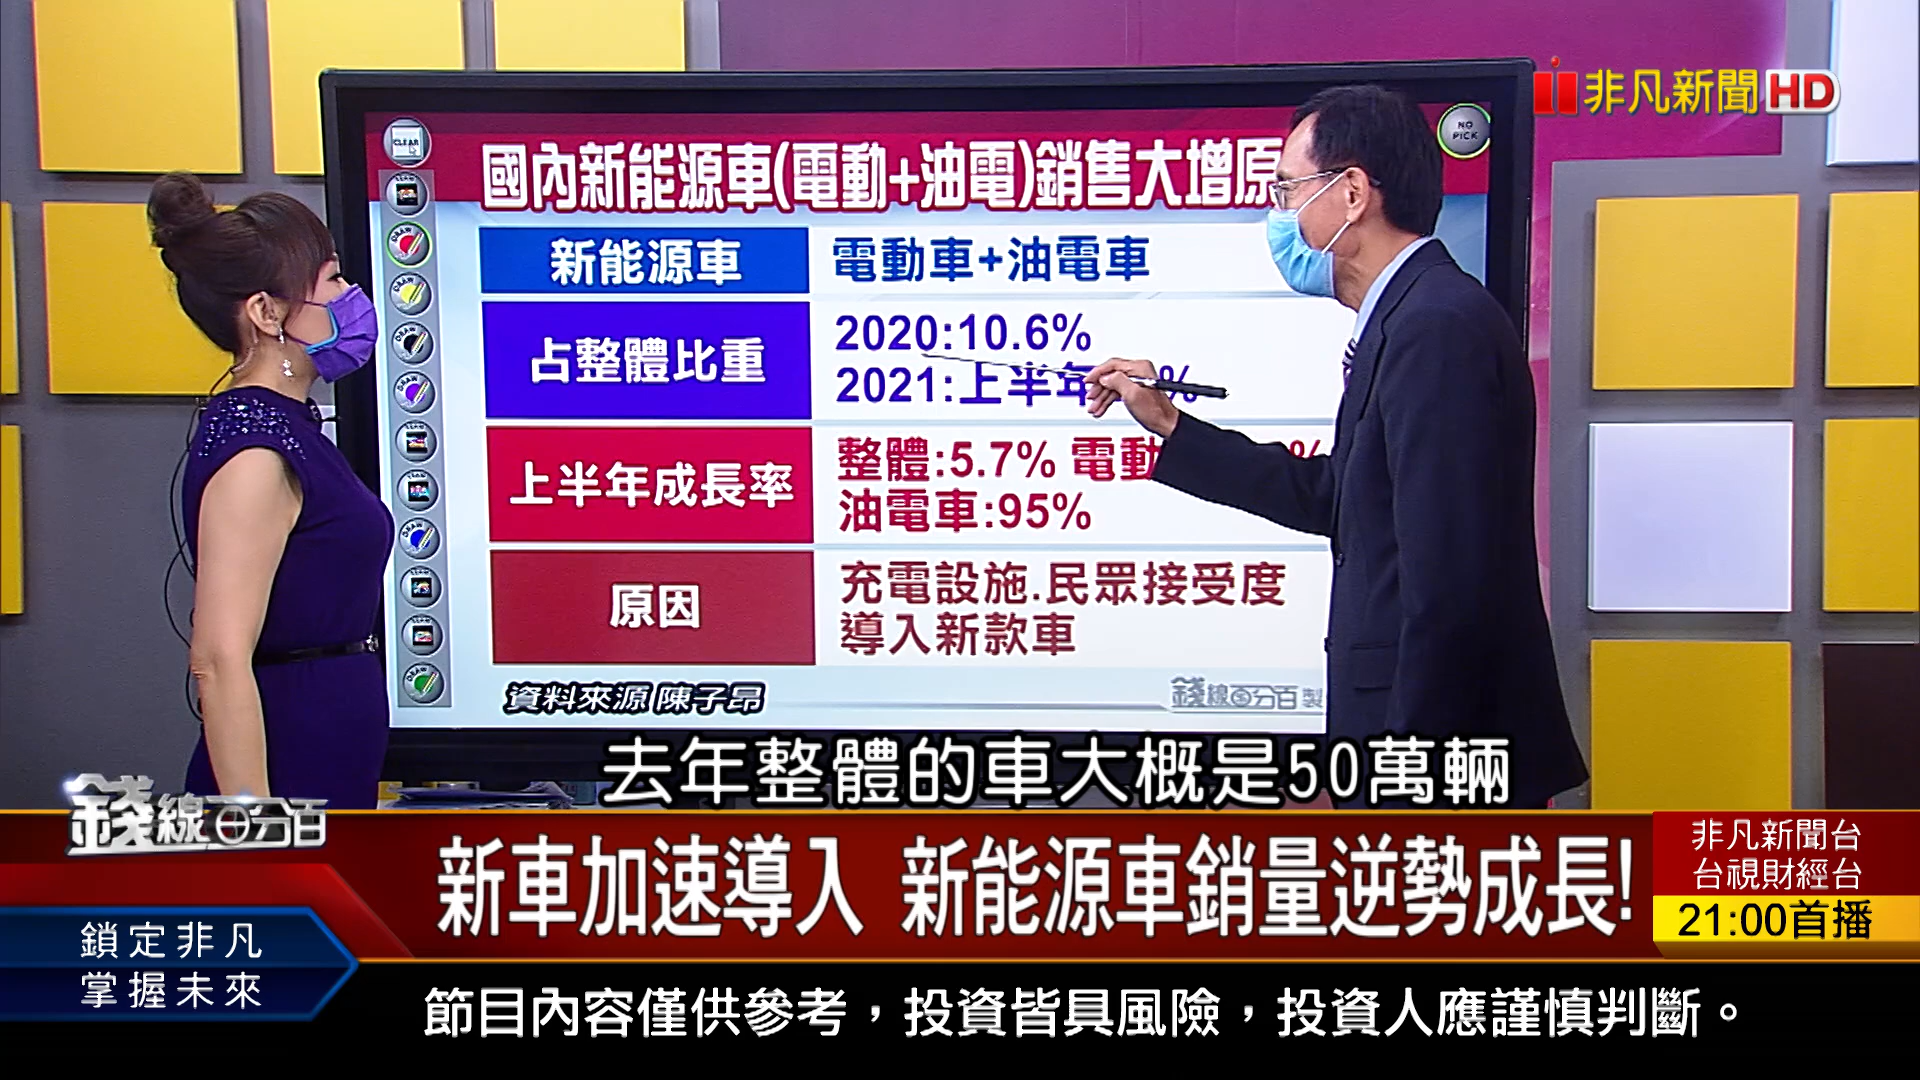 非凡新聞HD
NO PICK
CLEAR
國內新能源車(電動+油電)銷售大增原
新能源車
電動車+油電車
占整體比重
2020:10.6%
2021:上半年 %
上半年成長率
整體:5.7% 電動 %
油電車:95%
原因
充電設施.民眾接受度
導入新款車
資料來源 陳子昂
錢線百分百 製
去年整體的車大概是50萬輛
錢線百分百
新車加速導入 新能源車銷量逆勢成長!
非凡新聞台
台視財經台
21:00首播
鎖定非凡
掌握未來
節目內容僅供參考，投資皆具風險，投資人應謹慎判斷。